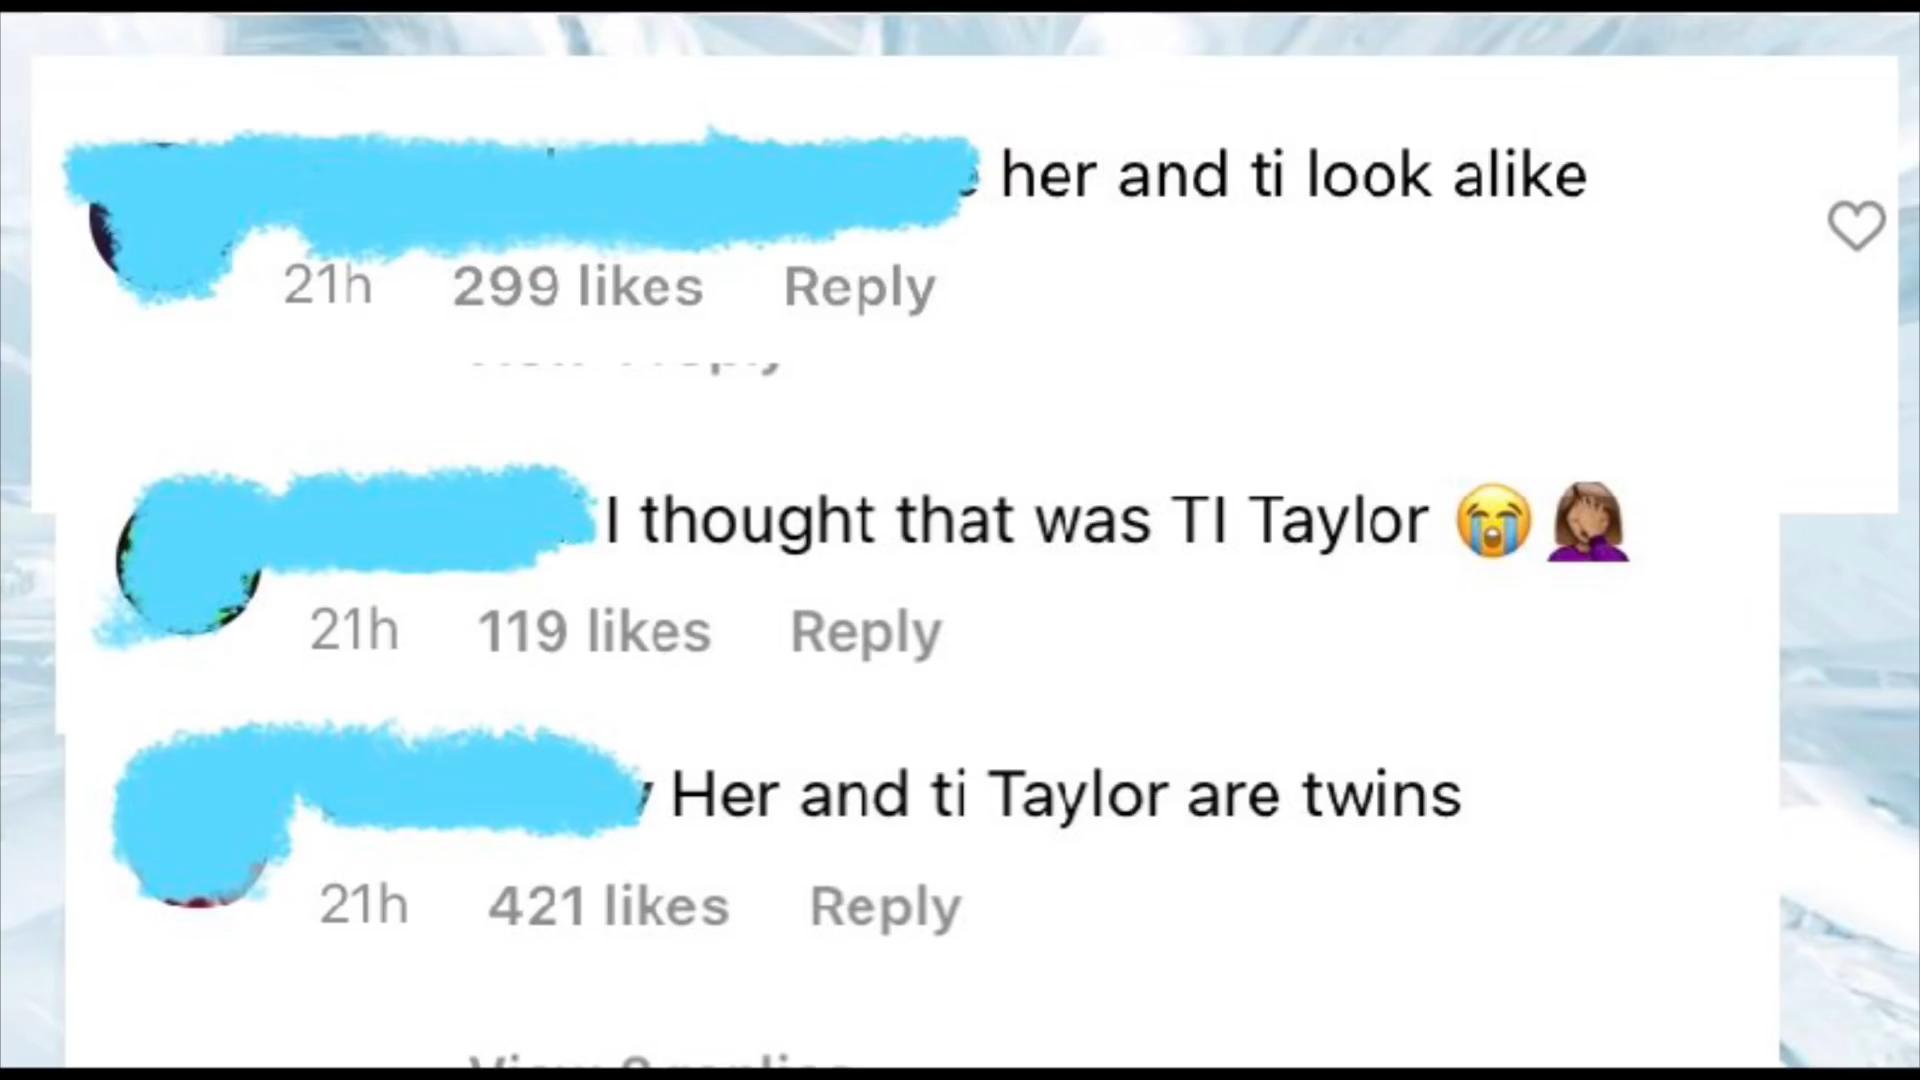 her and ti look alike
21h 299 likes Reply
I thought that was TI Taylor 😭 🤦🏽‍♀️
21h 119 likes Reply
Her and ti Taylor are twins
21h 421 likes Reply